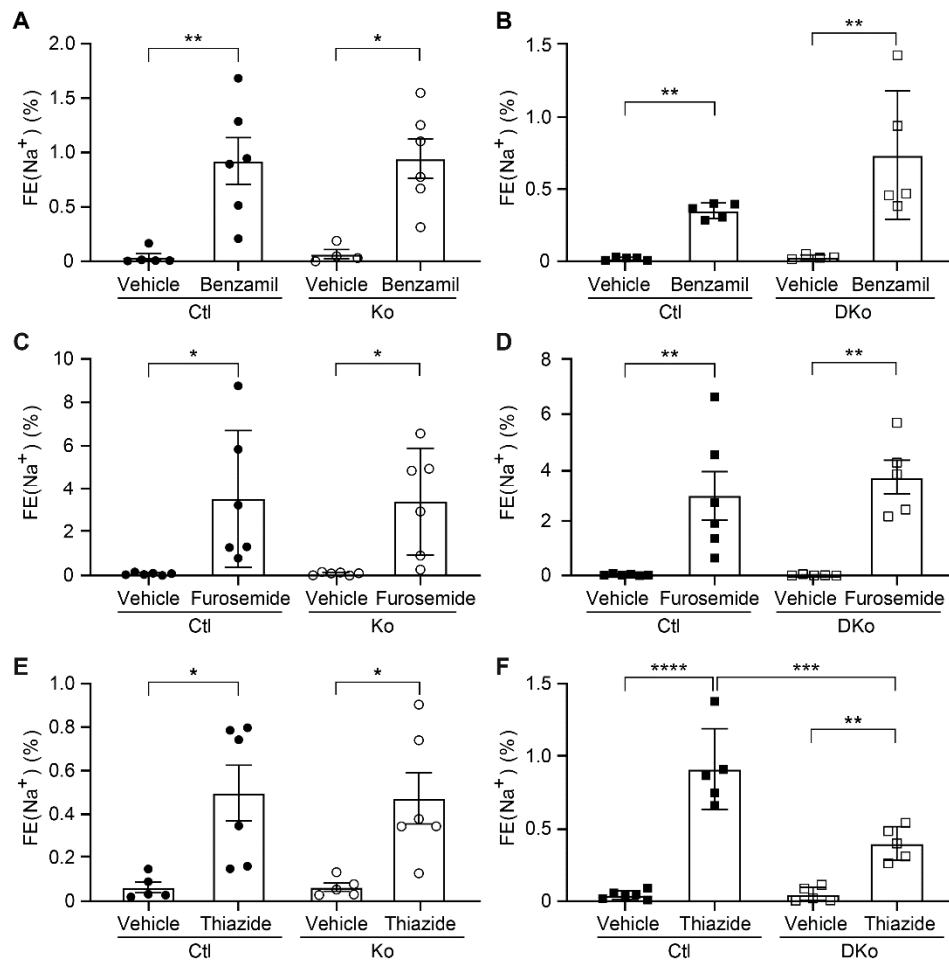 A
B
FE(Na+) (%)
2.0
1.5
1.0
0.5
0
**
*
Vehicle Benzamil Vehicle Benzamil
Ctl Ko
FE(Na+) (%)
1.5
1.0
0.5
0
**
**
Vehicle Benzamil Vehicle Benzamil
Ctl DKo
C
D
FE(Na+) (%)
10
8
6
4
2
0
*
*
Vehicle Furosemide Vehicle Furosemide
Ctl Ko
FE(Na+) (%)
8
6
4
2
0
**
**
Vehicle Furosemide Vehicle Furosemide
Ctl DKo
E
F
FE(Na+) (%)
1.0
0.8
0.6
0.4
0.2
0
*
*
Vehicle Thiazide Vehicle Thiazide
Ctl Ko
FE(Na+) (%)
1.5
1.0
0.5
0
****
***
**
Vehicle Thiazide Vehicle Thiazide
Ctl DKo